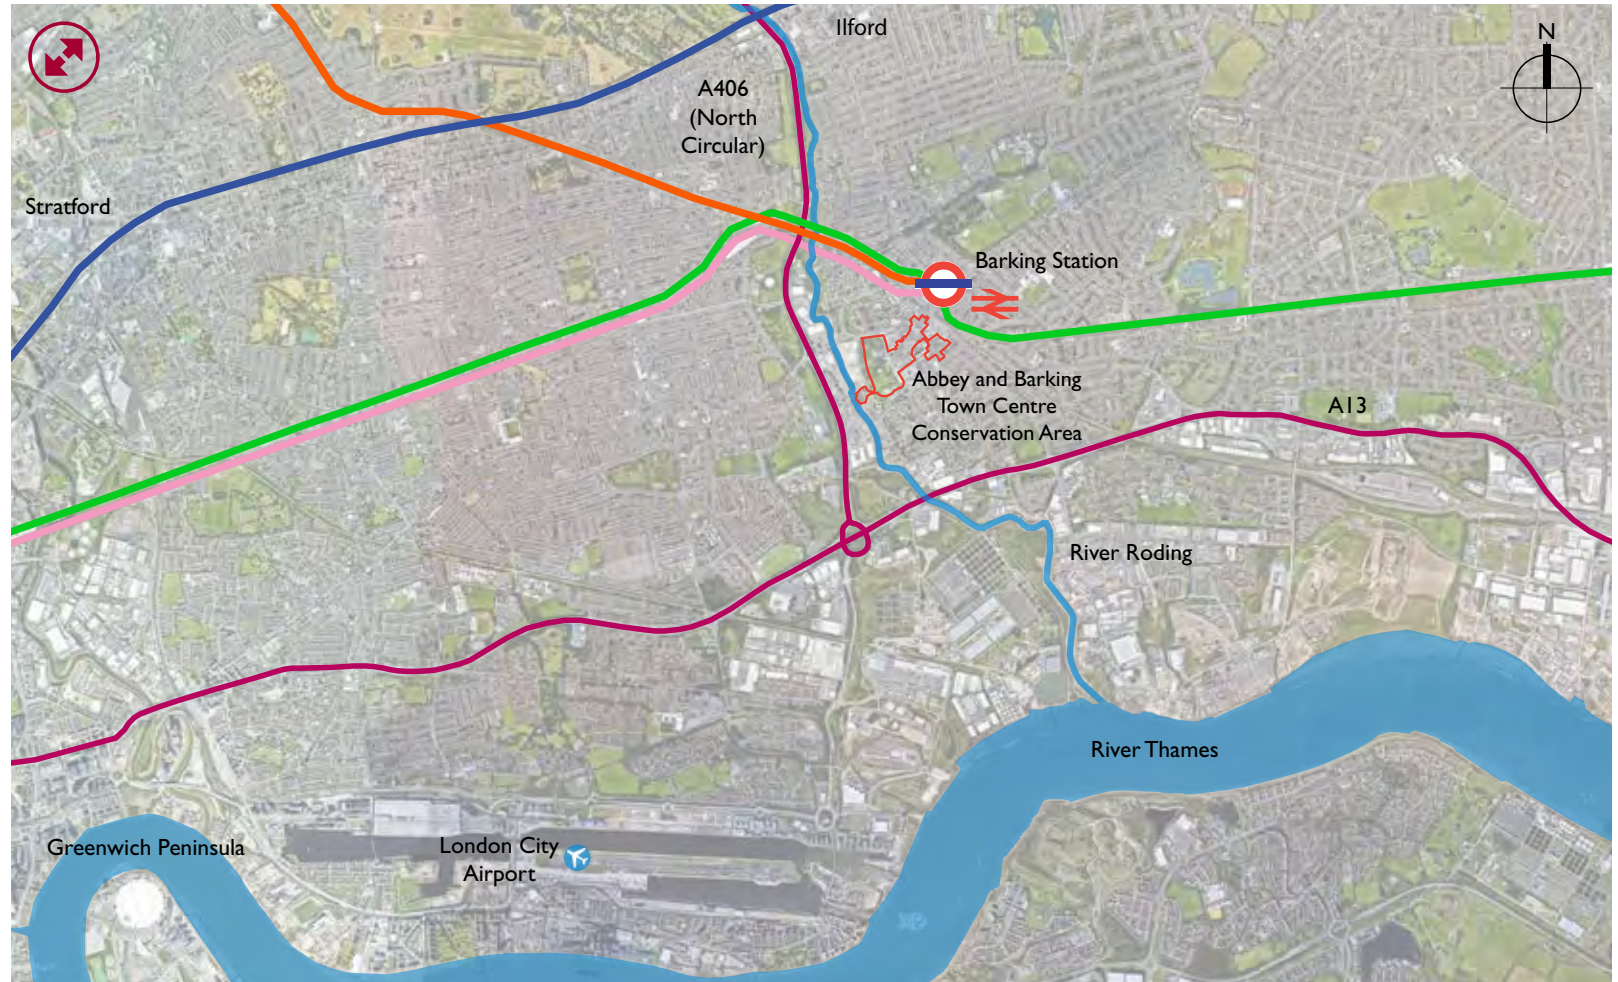 Ilford
N
A406
(North
Circular)
Stratford
Barking Station
Abbey and Barking
Town Centre
Conservation Area
A13
River Roding
River Thames
Greenwich Peninsula
London City
Airport